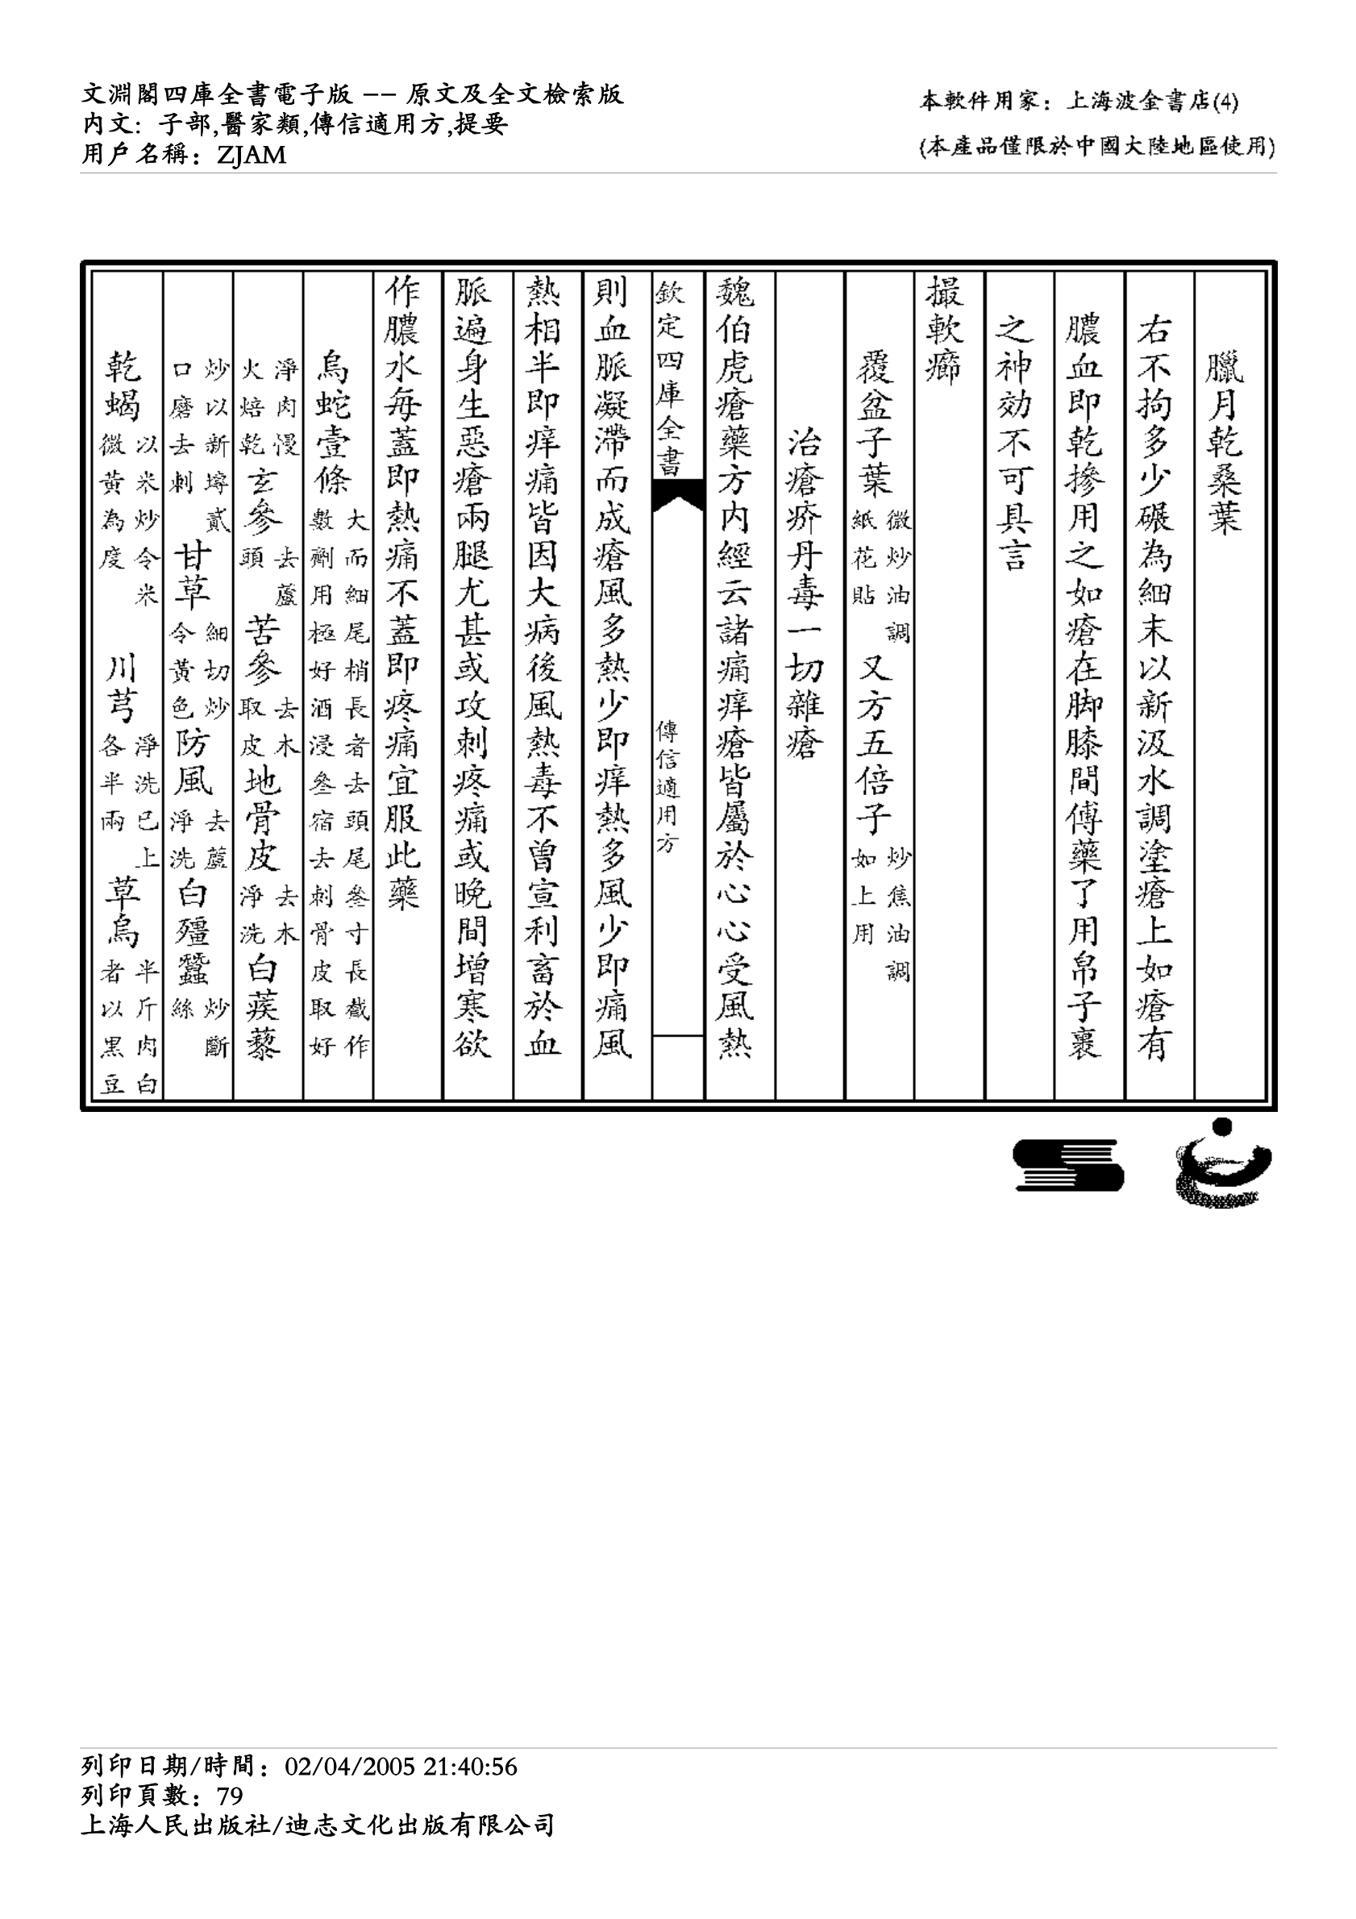 文淵閣四庫全書電子版 -- 原文及全文檢索版
內文: 子部,醫家類,傳信適用方,提要
用戶名稱: ZJAM
本軟件用家: 上海波金書店(4)
(本產品僅限於中國大陸地區使用)
臘月乾桑葉
右不拘多少碾為細末以新汲水調塗瘡上如瘡有
膿血即乾摻用之如瘡在脚膝間傅藥了用帛子裹
之神効不可具言
撮軟癤
覆盆子葉微炒油調紙花貼又方五倍子炒焦油調如上用
治瘡疥丹毒一切雜瘡
魏伯虎瘡藥方內經云諸痛痒瘡皆屬於心心受風熱
欽定四庫全書
傳信適用方
則血脈凝滯而成瘡風多熱少即痒熱多風少即痛風
熱相半即痒痛皆因大病後風熱毒不曾宣利畜於血
脈遍身生惡瘡兩腿尤甚或攻刺疼痛或晚間增寒欲
作膿水每蓋即熱痛不蓋即疼痛宜服此藥
烏蛇壹條大而細尾梢長者去頭尾叄寸長截作數劑用極好酒浸叄宿去刺骨皮取好
淨肉慢火焙乾玄參去蘆頭苦參去木取皮地骨皮去木淨洗白蒺藜
炒以新塼貳口磨去刺甘草細切炒令黃色防風去蘆淨洗白殭蠶炒斷絲
乾蝎以米炒令米微黃為度川芎淨洗已上各半兩草烏半斤肉白者以黑豆
列印日期/時間: 02/04/2005 21:40:56
列印頁數: 79
上海人民出版社/迪志文化出版有限公司